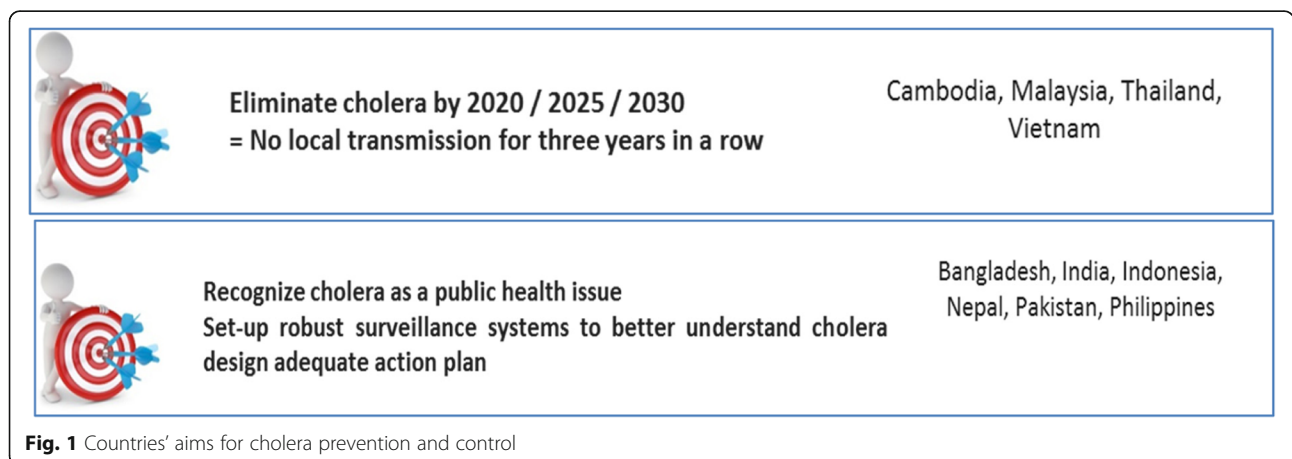 Eliminate cholera by 2020 / 2025 / 2030
= No local transmission for three years in a row
Cambodia, Malaysia, Thailand,
Vietnam
Recognize cholera as a public health issue
Set-up robust surveillance systems to better understand cholera
design adequate action plan
Bangladesh, India, Indonesia,
Nepal, Pakistan, Philippines
Fig. 1 Countries’ aims for cholera prevention and control